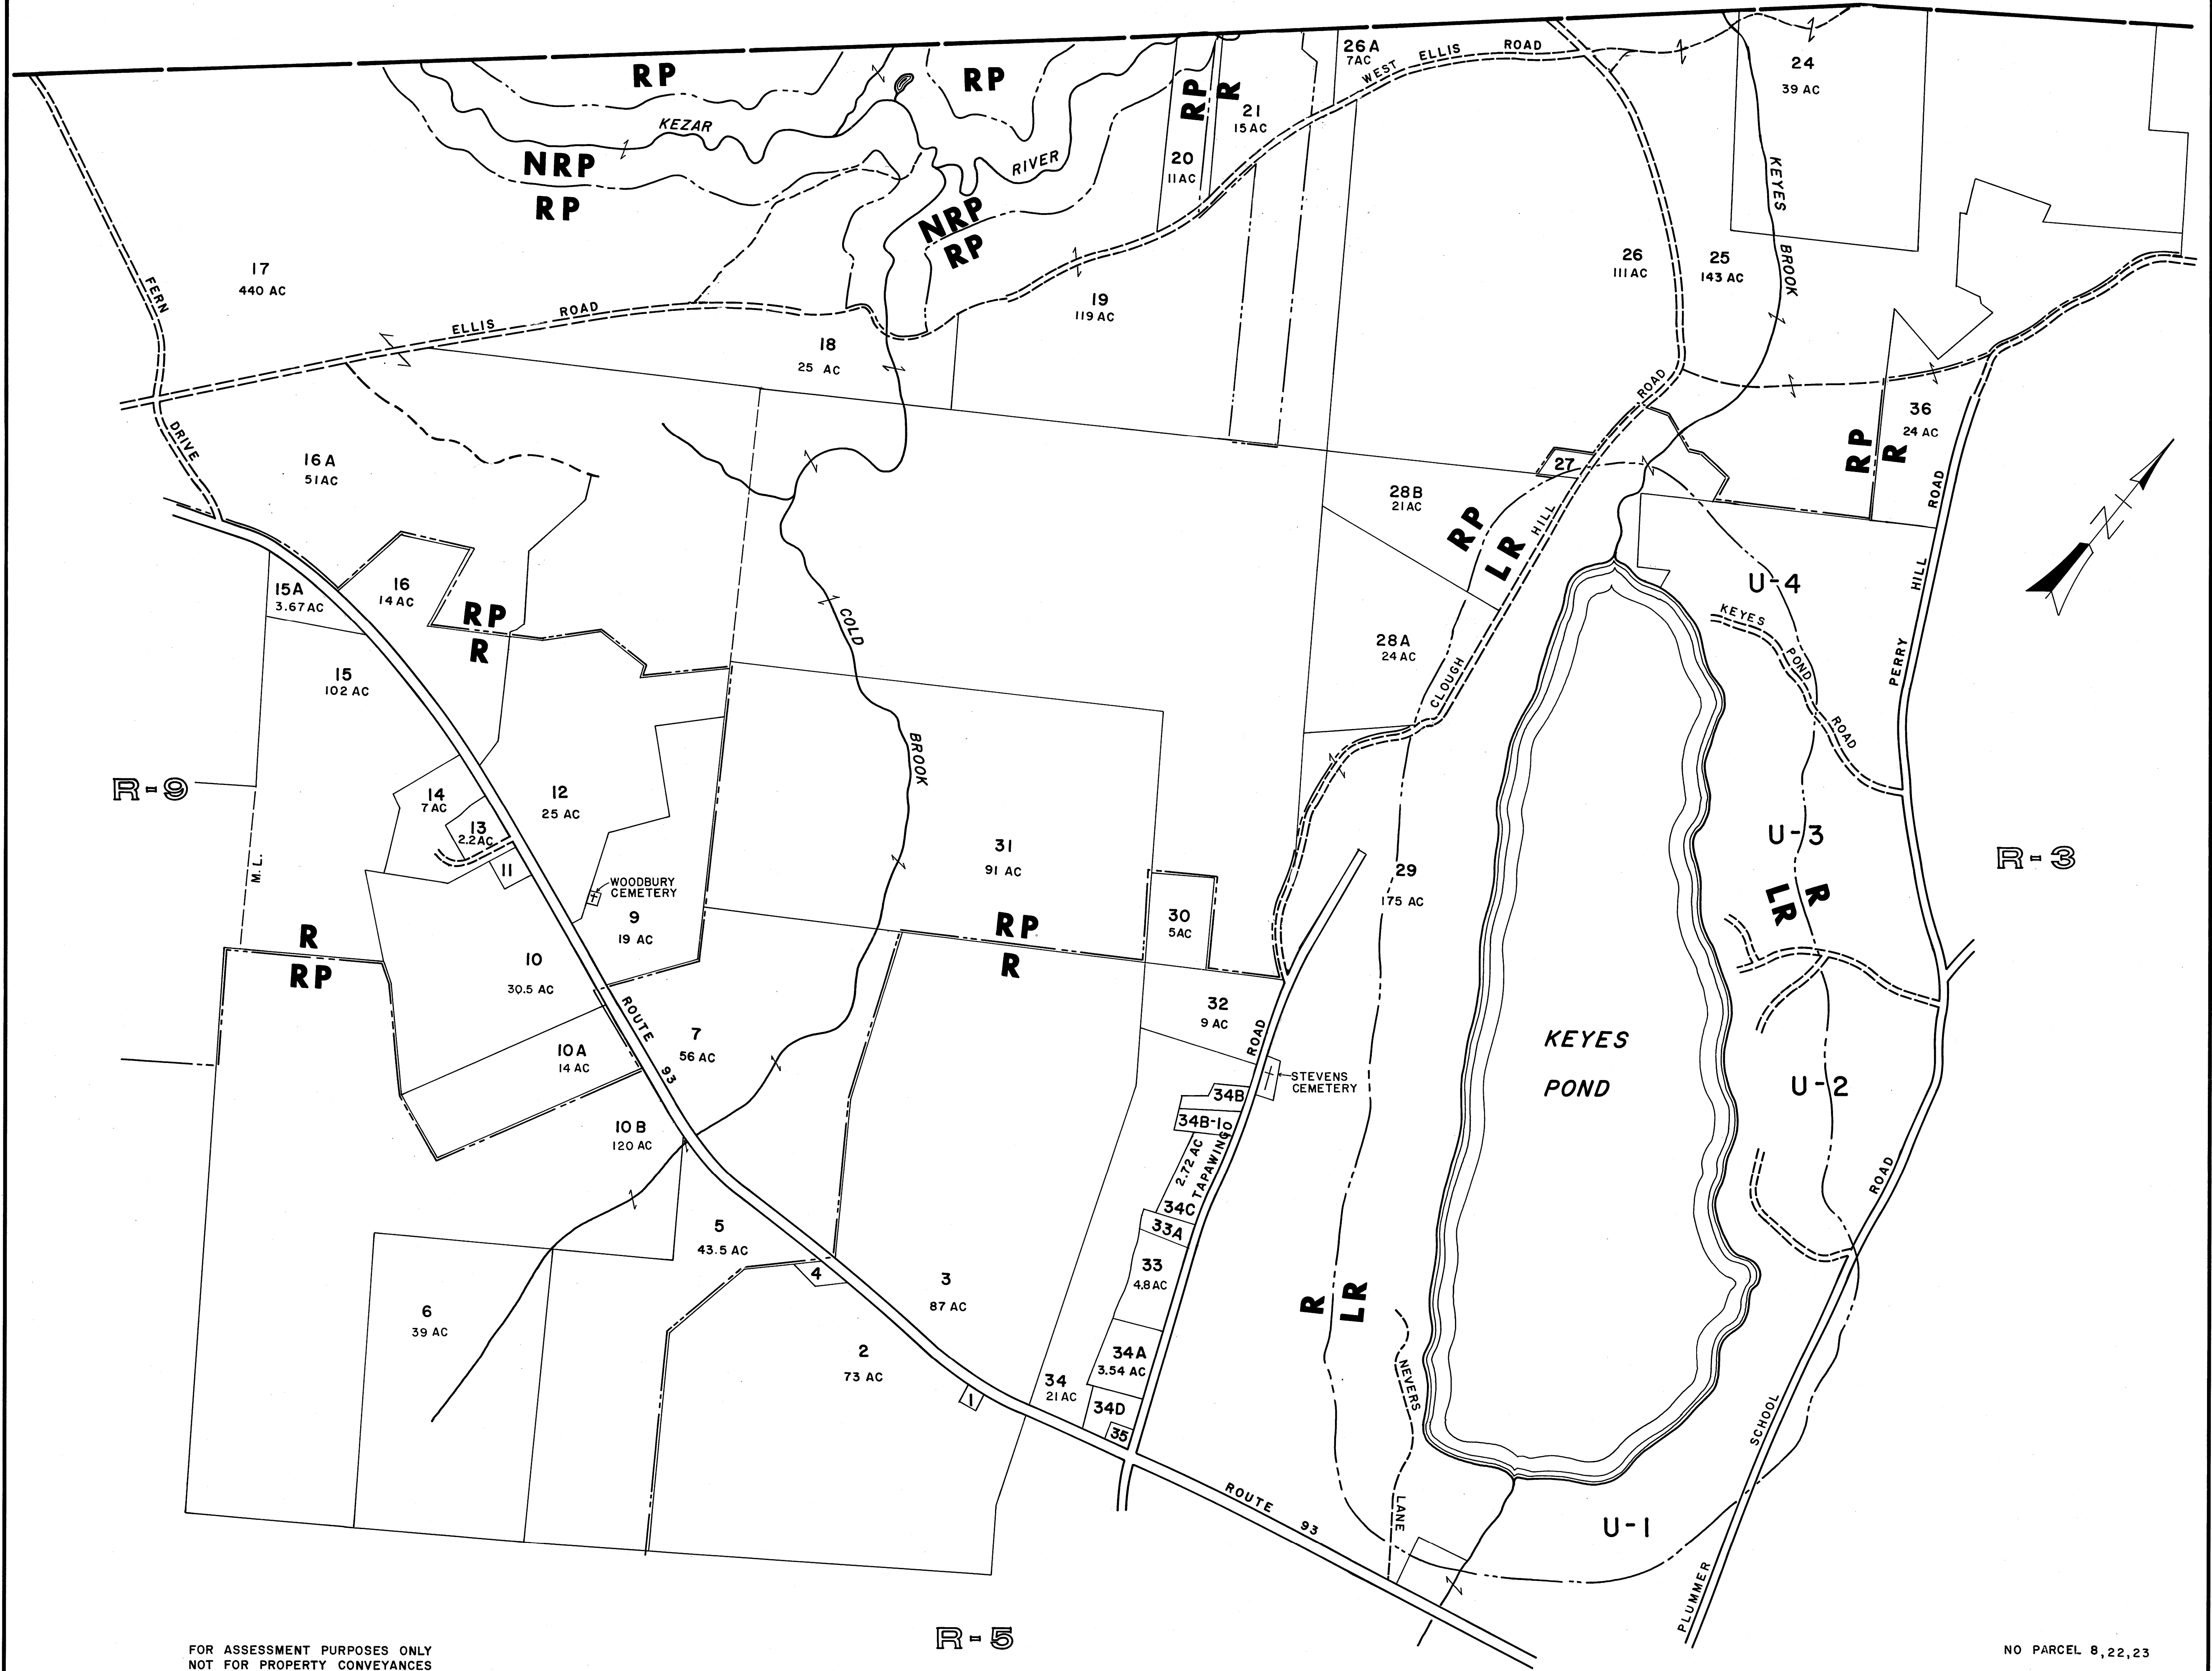 RP
RP
KEZAR
NRP
RP
RIVER
NRP
RP
RP
R
20
11 AC
21
15 AC
26A
7AC
WEST ELLIS ROAD
24
39 AC
KEYES
BROOK
17
440 AC
FERN
DRIVE
ELLIS ROAD
18
25 AC
19
119 AC
26
111 AC
25
143 AC
36
24 AC
RP
R
16A
51 AC
27
28B
21 AC
RP
LR
CLOUGH HILL ROAD
28A
24 AC
15A
3.67 AC
16
14 AC
RP
R
15
102 AC
COLD
BROOK
U-4
KEYES POND ROAD
PERRY HILL ROAD
R-9
M.L.
14
7 AC
13
2.2 AC
11
12
25 AC
WOODBURY
CEMETERY
9
19 AC
31
91 AC
29
175 AC
U-3
R
LR
R-3
R
RP
10
30.5 AC
RP
R
30
5 AC
32
9 AC
ROUTE 93
7
56 AC
10A
14 AC
10B
120 AC
KEYES
POND
U-2
STEVENS
CEMETERY
TAPAWINGO ROAD
34B
34B-1
2.72 AC
34C
33A
33
4.8 AC
34A
3.54 AC
34D
35
34
21 AC
5
43.5 AC
4
6
39 AC
3
87 AC
2
73 AC
1
R
LR
NEVERS
LANE
ROUTE 93
U-1
PLUMMER SCHOOL ROAD
R-5
N
FOR ASSESSMENT PURPOSES ONLY
NOT FOR PROPERTY CONVEYANCES
NO PARCEL 8,22,23